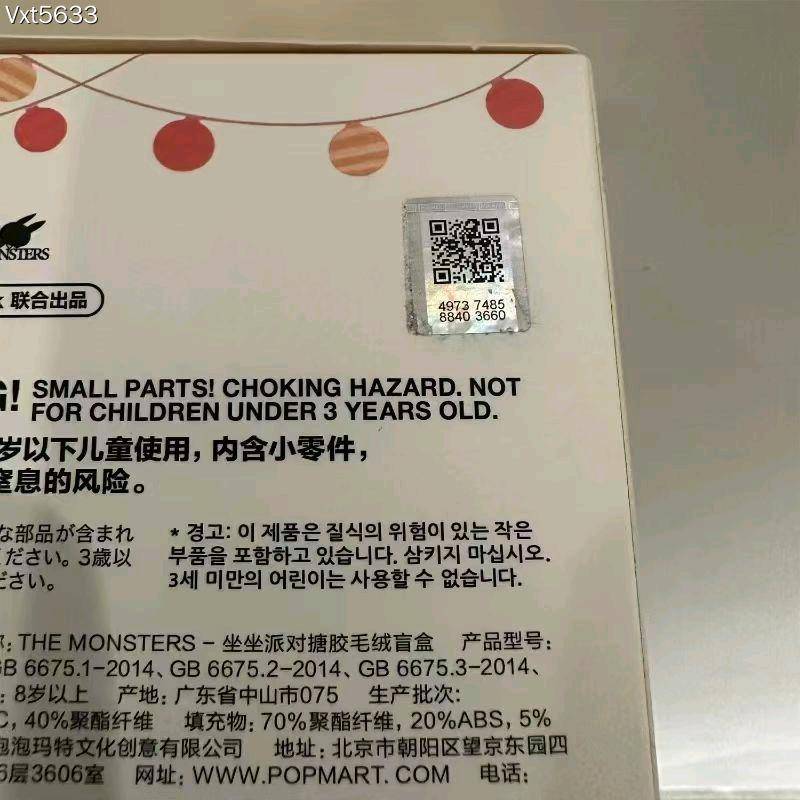 Vxt5633
NSTERS
联合出品
4973 7485
8840 3660
G! SMALL PARTS! CHOKING HAZARD. NOT
FOR CHILDREN UNDER 3 YEARS OLD.
岁以下儿童使用，内含小零件，
窒息的风险。
な部品が含まれ
ください。3歳以
ださい。
* 경고: 이 제품은 질식의 위험이 있는 작은
부품을 포함하고 있습니다. 삼키지 마십시오.
3세 미만의 어린이는 사용할 수 없습니다.
称: THE MONSTERS – 坐坐派对搪胶毛绒盲盒 产品型号:
GB 6675.1-2014、GB 6675.2-2014、GB 6675.3-2014、
: 8岁以上 产地: 广东省中山市075 生产批次:
C, 40%聚酯纤维 填充物: 70%聚酯纤维, 20%ABS, 5%
泡泡玛特文化创意有限公司 地址: 北京市朝阳区望京东园四
6层3606室 网址: WWW.POPMART.COM 电话: